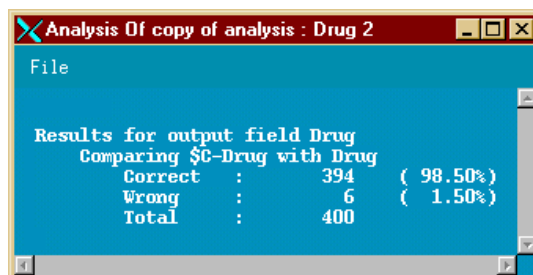 Analysis Of copy of analysis : Drug 2
File
Results for output field Drug
Comparing $C-Drug with Drug
Correct : 394 ( 98.50%)
Wrong : 6 ( 1.50%)
Total : 400